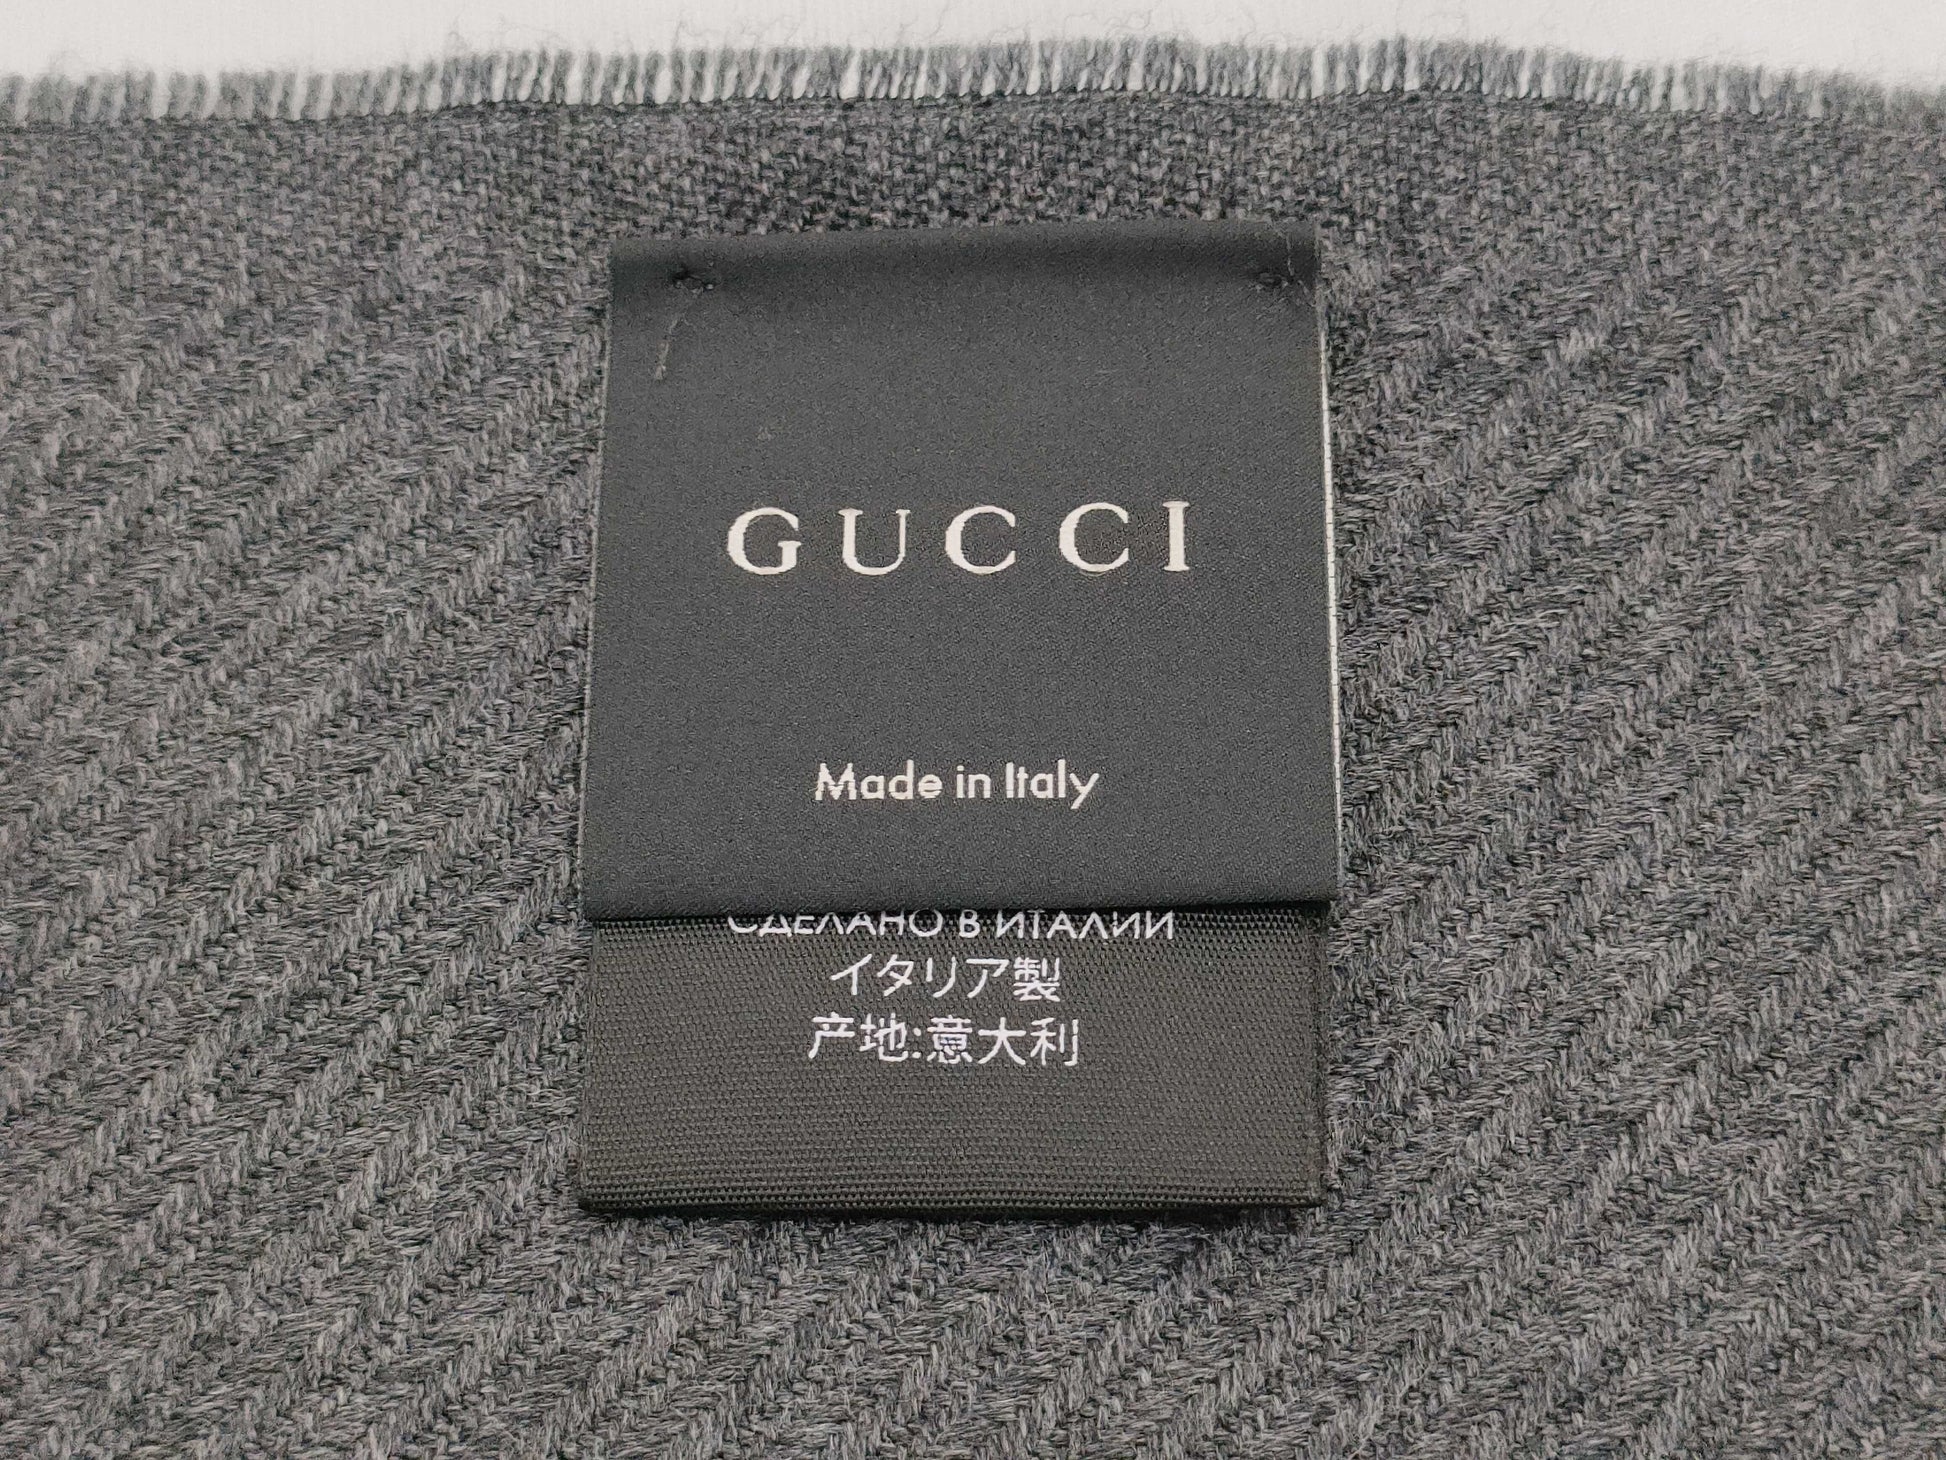 GUCCI
Made in Italy
СДЕЛАНО В ИТАЛИИ
イタリア製
产地:意大利